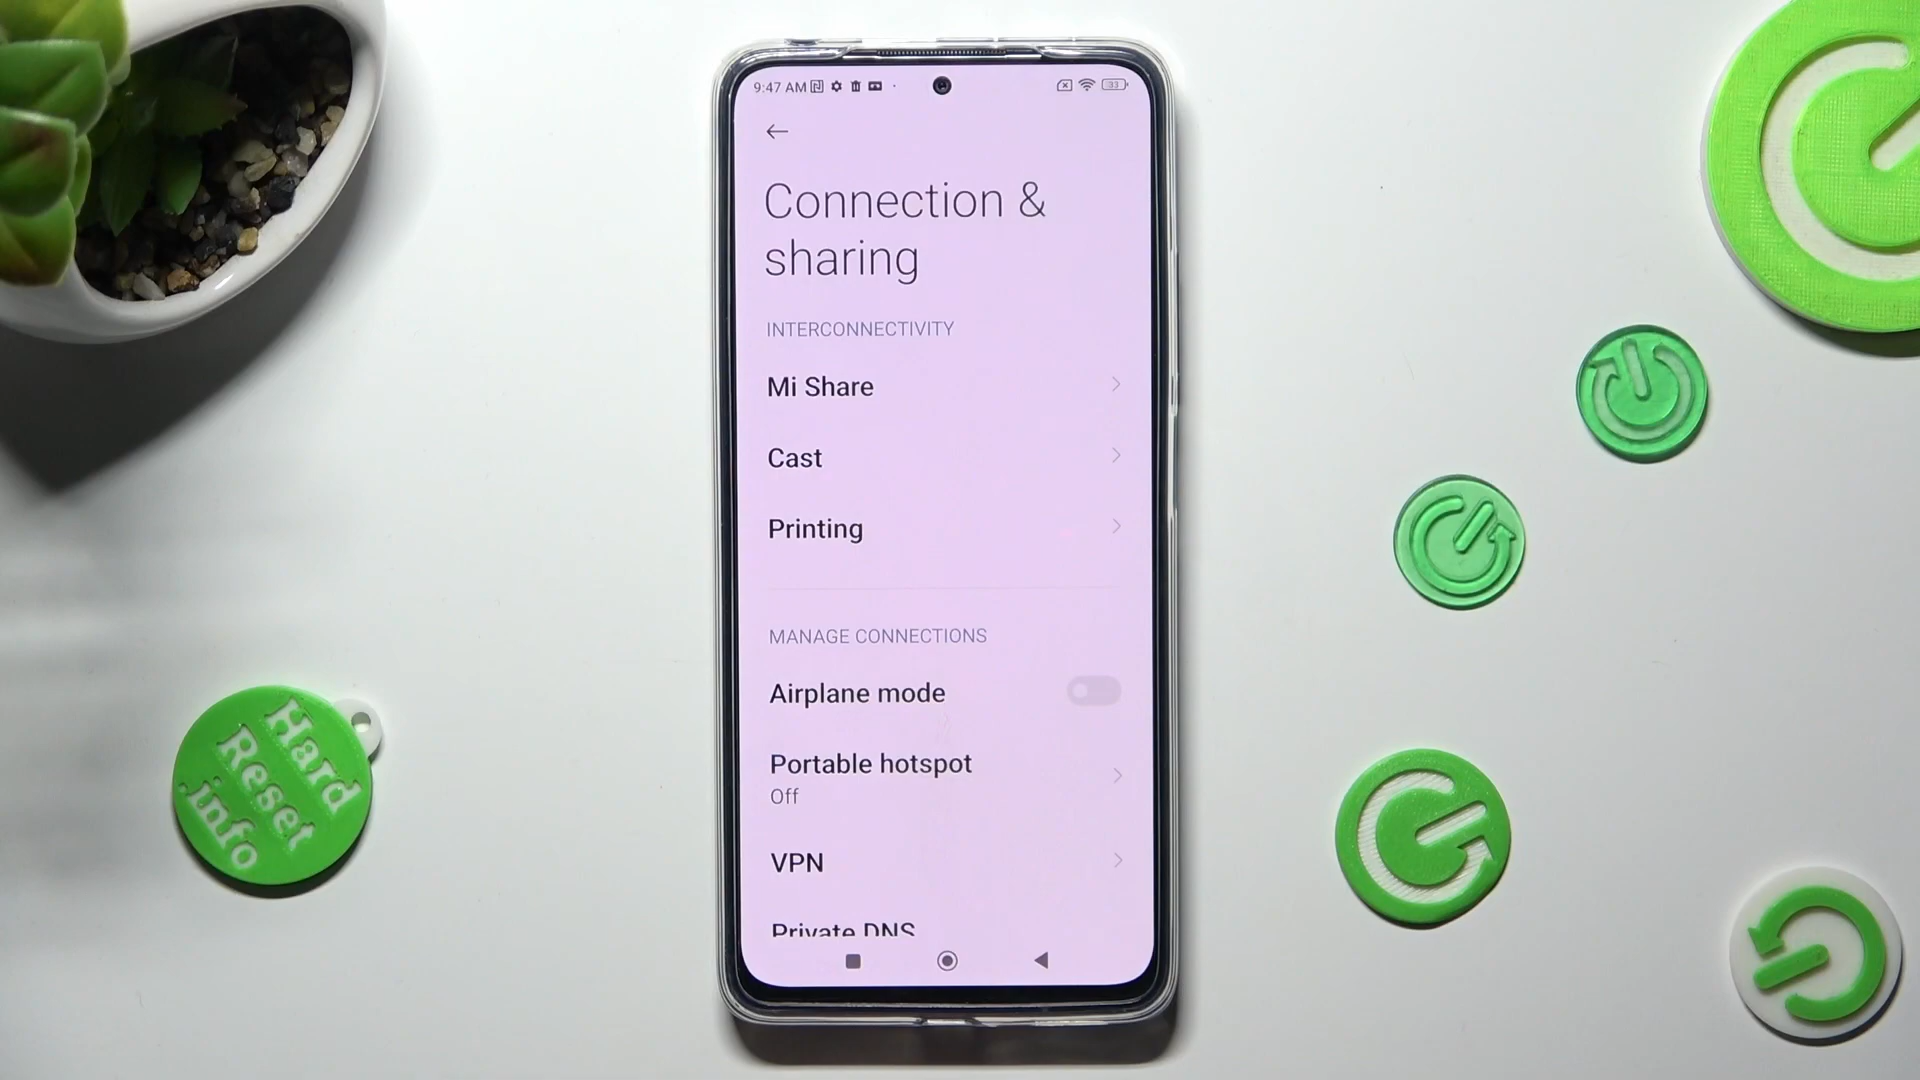 9:47 AM
33
Connection &
sharing
INTERCONNECTIVITY
Mi Share
Cast
Printing
MANAGE CONNECTIONS
Airplane mode
Portable hotspot
Off
VPN
Private DNS
Hard
Reset
.info